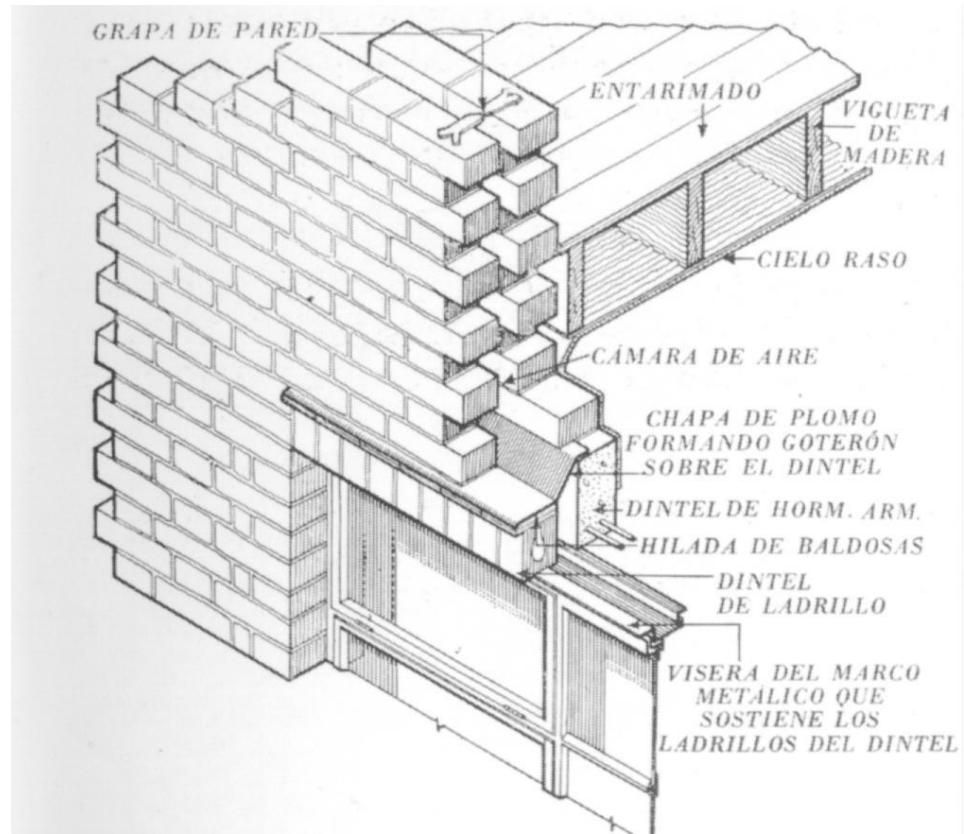 GRAPA DE PARED
ENTARIMADO
VIGUETA
DE
MADERA
CIELO RASO
CÁMARA DE AIRE
CHAPA DE PLOMO
FORMANDO GOTERÓN
SOBRE EL DINTEL
DINTEL DE HORM. ARM.
HILADA DE BALDOSAS
DINTEL
DE LADRILLO
VISERA DEL MARCO
METÁLICO QUE
SOSTIENE LOS
LADRILLOS DEL DINTEL